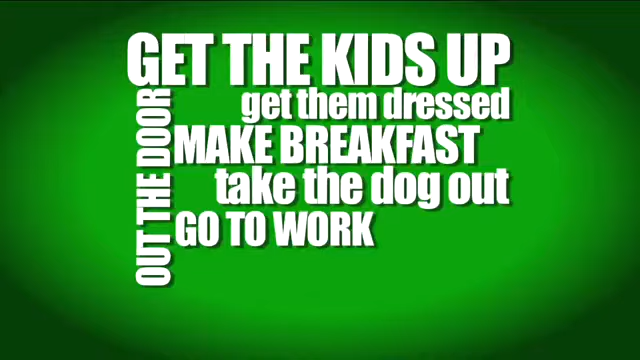 GET THE KIDS UP
get them dressed
MAKE BREAKFAST
take the dog out
GO TO WORK
OUT THE DOOR